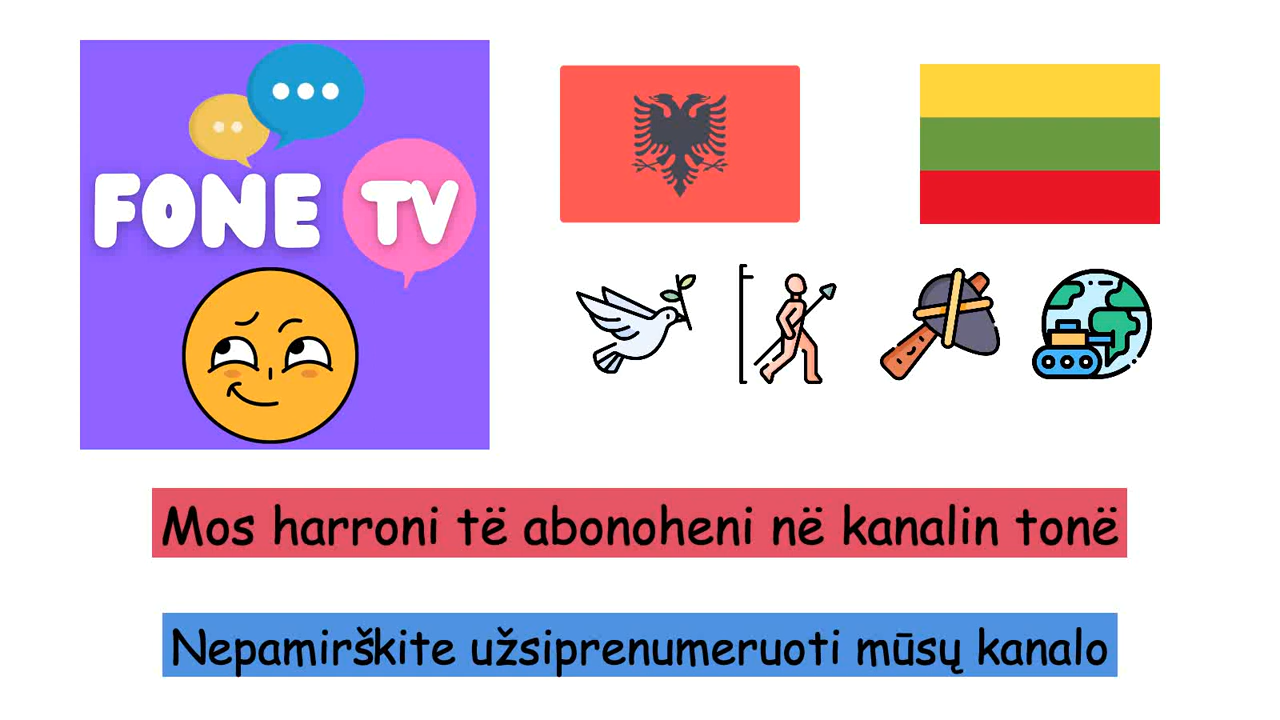 FONE TV
Mos harroni të abonoheni në kanalin tonë
Nepamirškite užsiprenumeruoti mūsų kanalo